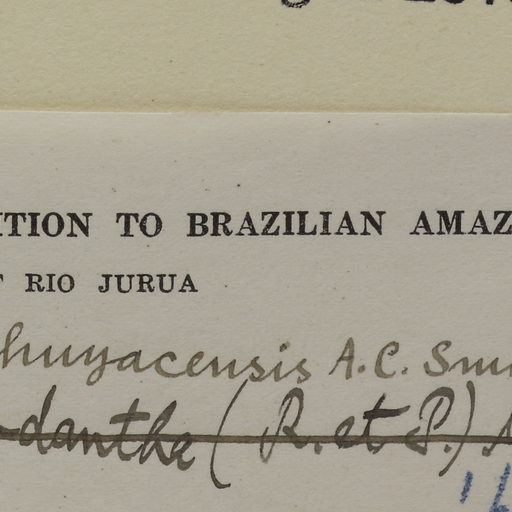 ITION TO BRAZILIAN AMAZ
RIO JURUA
huyacensis A.C. Smi
dantha (R. et P.)